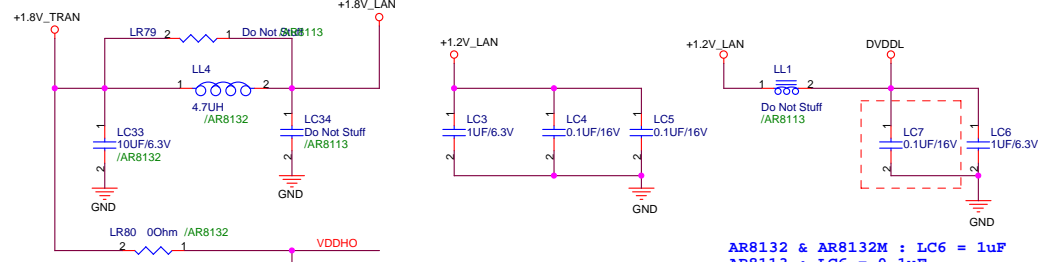 +1.8V_TRAN
+1.8V_LAN
LR79 2 1 Do Not Stuff /AR8113
LL4
1 2
4.7UH
/AR8132
1
LC33
10UF/6.3V
/AR8132
2
GND
1
LC34
Do Not Stuff
/AR8113
2
GND
LR80 0Ohm /AR8132
2 1
VDDHO
+1.2V_LAN
1
LC3
1UF/6.3V
2
1
LC4
0.1UF/16V
2
1
LC5
0.1UF/16V
2
GND
+1.2V_LAN
DVDDL
LL1
1 2
Do Not Stuff
/AR8113
1
LC7
0.1UF/16V
2
1
LC6
1UF/6.3V
2
GND
AR8132 & AR8132M : LC6 = 1uF
AR8113 : LC6 = 0.1uF